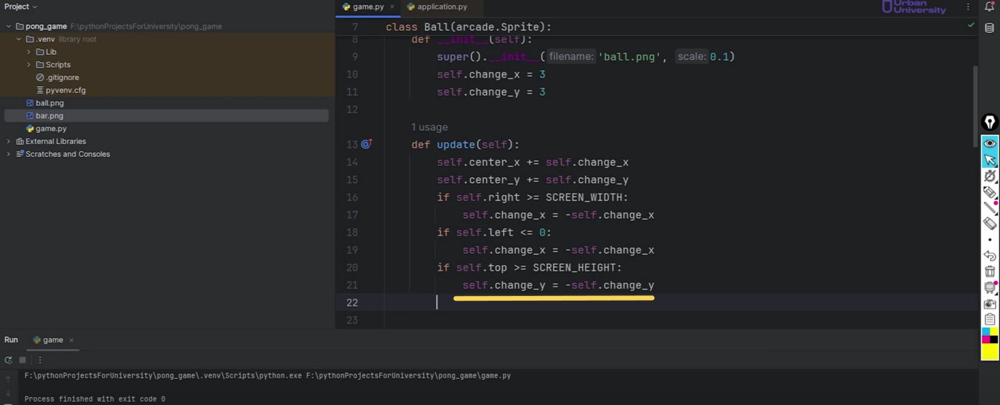 Project
pong_game F:\pythonProjectsForUniversity\pong_game
.venv library root
Lib
Scripts
.gitignore
pyvenv.cfg
ball.png
bar.png
game.py
External Libraries
Scratches and Consoles
game.py
application.py
Urban
University
7 class Ball(arcade.Sprite):
8 def __init__(self):
9 super().__init__( filename: 'ball.png', scale: 0.1)
10 self.change_x = 3
11 self.change_y = 3
12
1 usage
13 def update(self):
14 self.center_x += self.change_x
15 self.center_y += self.change_y
16 if self.right >= SCREEN_WIDTH:
17 self.change_x = -self.change_x
18 if self.left <= 0:
19 self.change_x = -self.change_x
20 if self.top >= SCREEN_HEIGHT:
21 self.change_y = -self.change_y
22
23
Run game
F:\pythonProjectsForUniversity\pong_game\.venv\Scripts\python.exe F:\pythonProjectsForUniversity\pong_game\game.py
Process finished with exit code 0